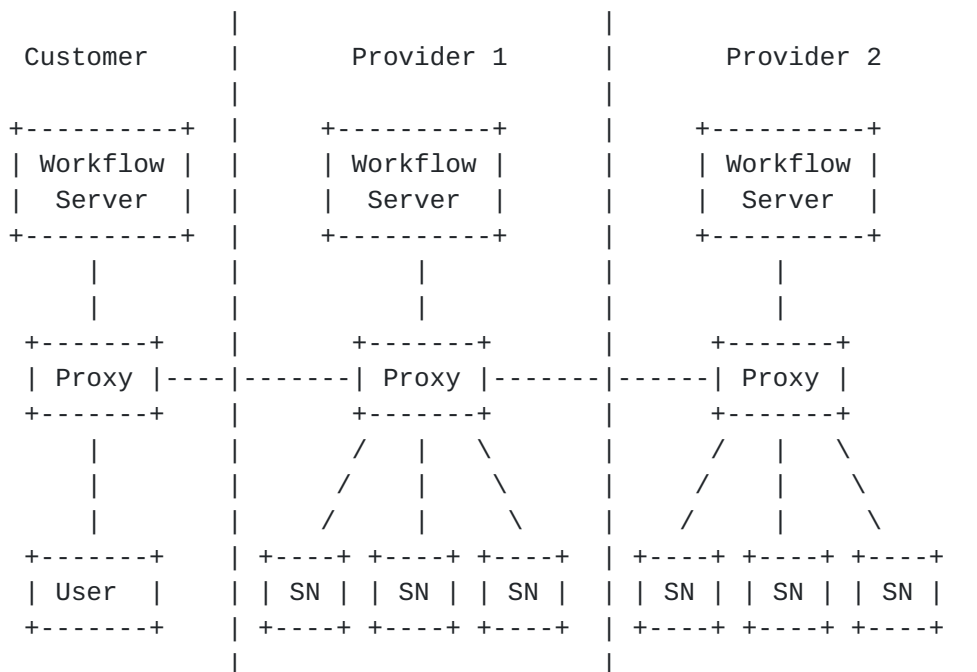 Customer | Provider 1 | Provider 2
+----------+ | +----------+ | +----------+
| Workflow | | | Workflow | | | Workflow |
| Server | | | Server | | | Server |
+----------+ | +----------+ | +----------+
| | | | |
| | | | |
+-------+ | +-------+ | +-------+
| Proxy |----|-------| Proxy |-------|------| Proxy |
+-------+ | +-------+ | +-------+
| | / | \ | / | \
| | / | \ | / | \
| | / | \ | / | \
+-------+ | +----+ +----+ +----+ | +----+ +----+ +----+
| User | | | SN | | SN | | SN | | | SN | | SN | | SN |
+-------+ | +----+ +----+ +----+ | +----+ +----+ +----+